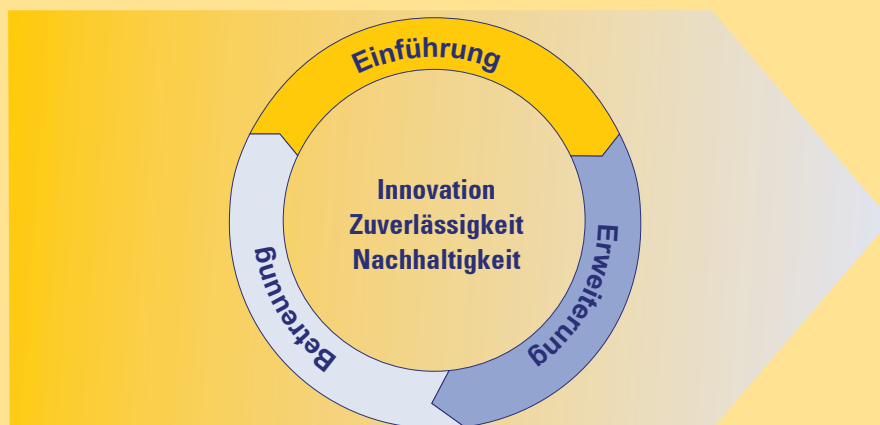 Einführung
Innovation
Zuverlässigkeit
Nachhaltigkeit
Erweiterung
Betreuung